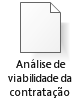 Análise de
viabilidade da
contratação